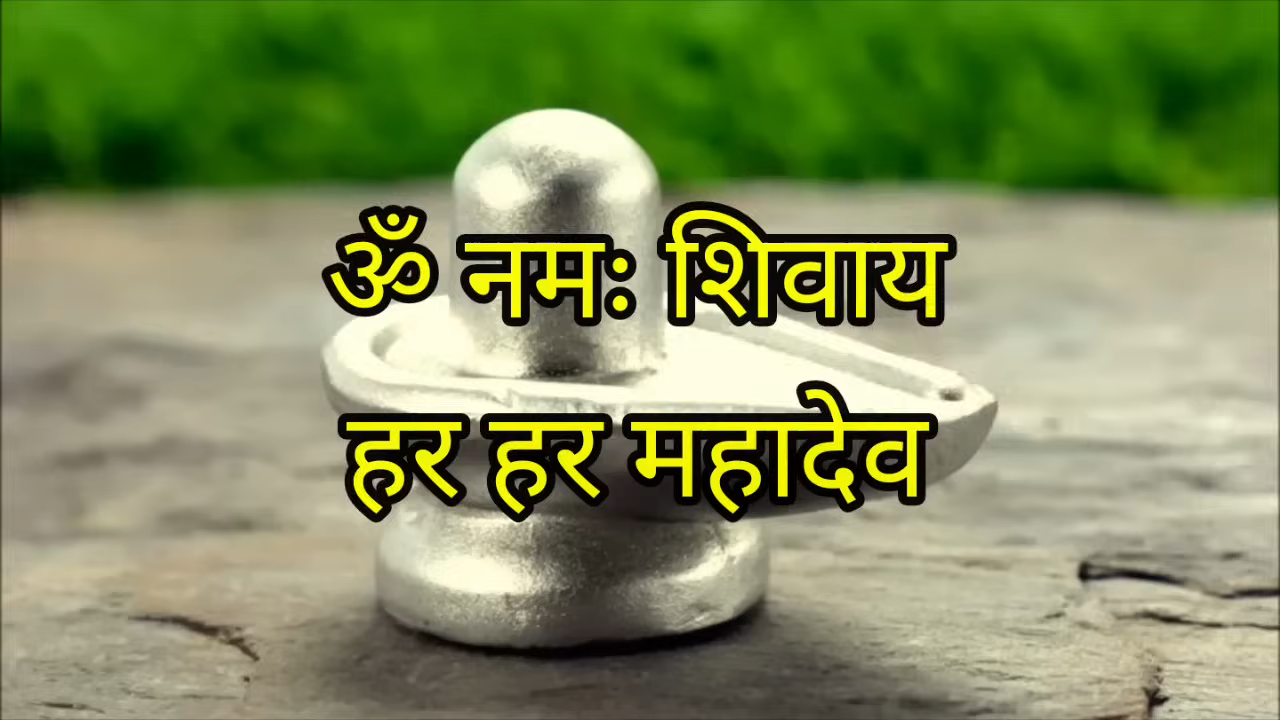 ॐ नमः शिवाय
हर हर महादेव